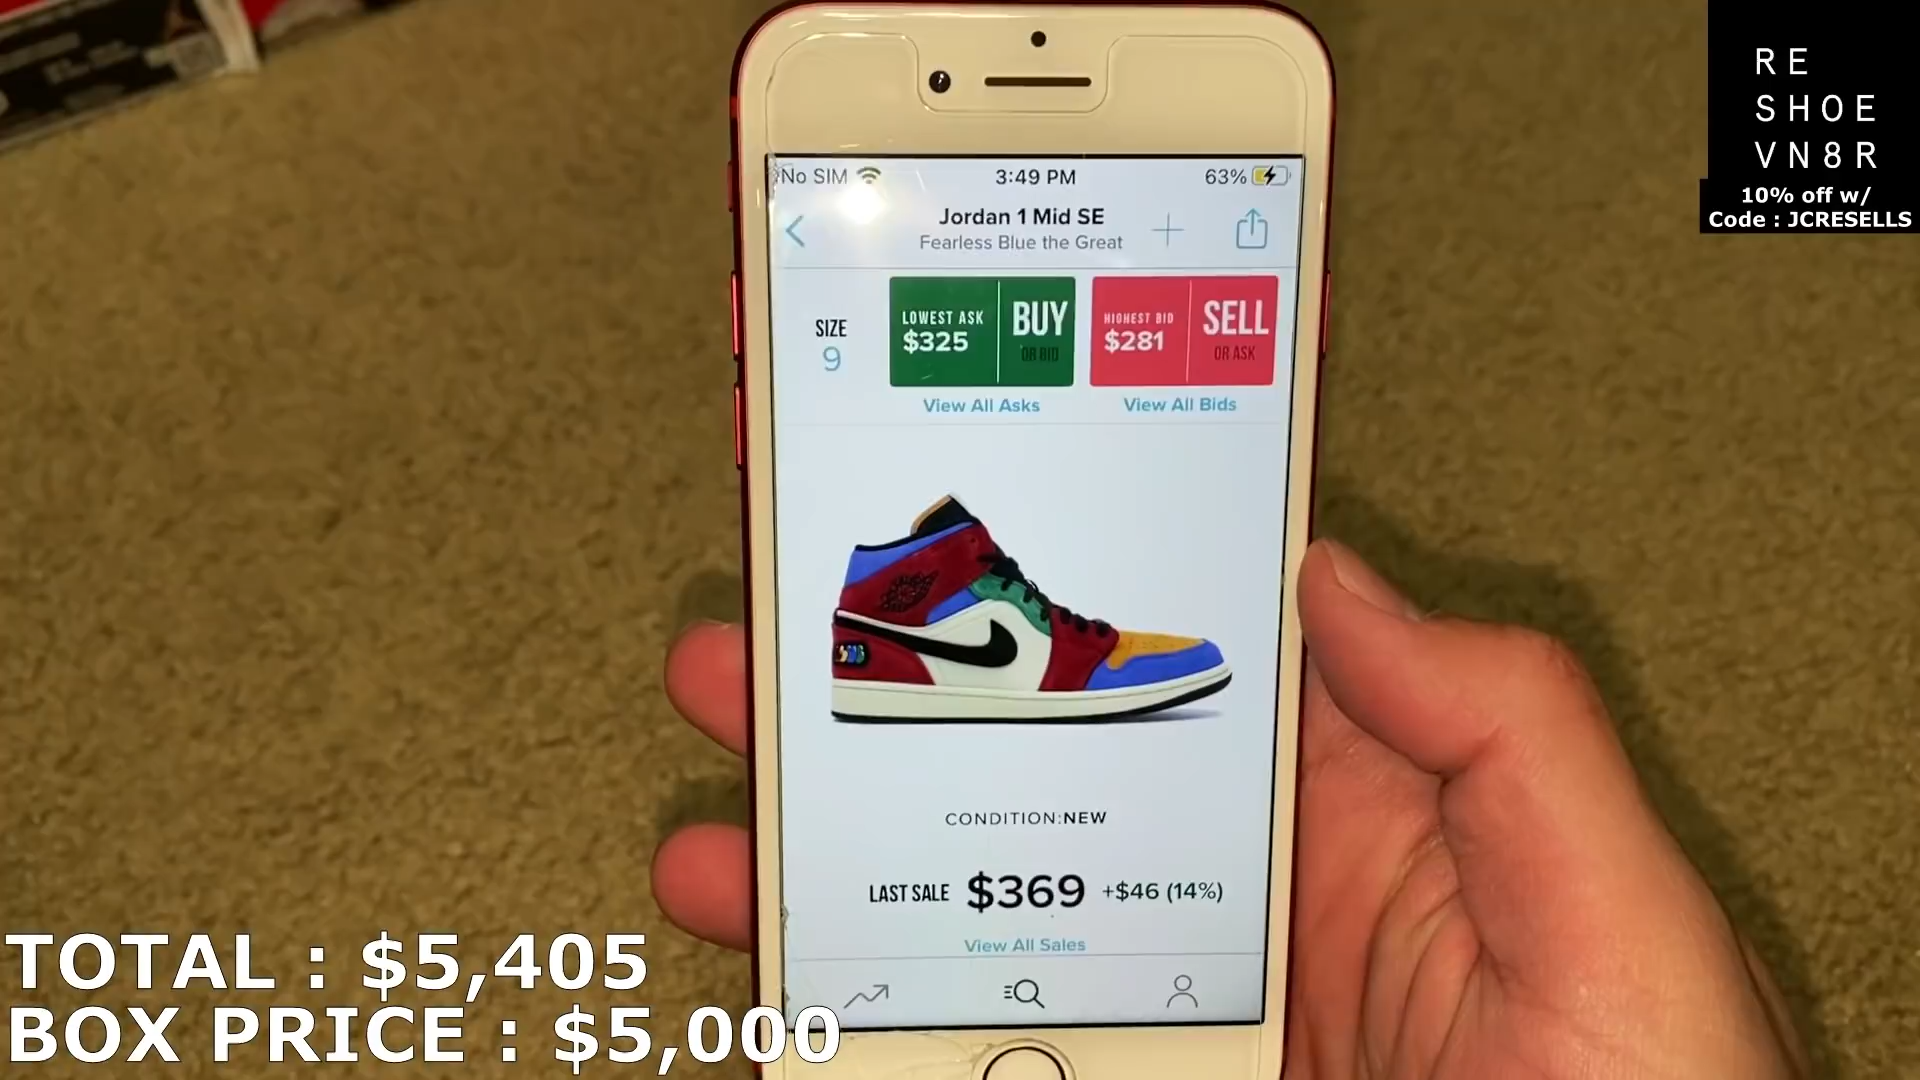 RE
SHOE
VN8R
10% off w/
Code : JCRESELLS
No SIM 3:49 PM 63%
Jordan 1 Mid SE
Fearless Blue the Great
SIZE
9
LOWEST ASK
$325
BUY
OR BID
HIGHEST BID
$281
SELL
OR ASK
View All Asks
View All Bids
CONDITION:NEW
LAST SALE $369 +$46 (14%)
View All Sales
TOTAL : $5,405
BOX PRICE : $5,000